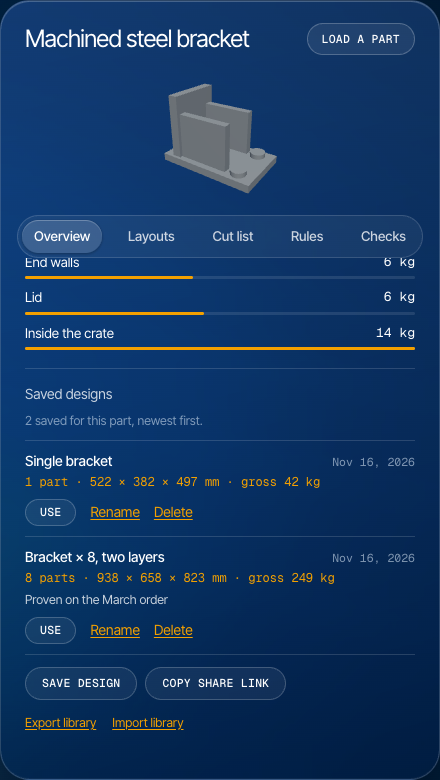 Machined steel bracket
LOAD A PART
Overview
Layouts
Cut list
Rules
Checks
End walls 6 kg
Lid 6 kg
Inside the crate 14 kg
Saved designs
2 saved for this part, newest first.
Single bracket Nov 16, 2026
1 part · 522 × 382 × 497 mm · gross 42 kg
USE Rename Delete
Bracket × 8, two layers Nov 16, 2026
8 parts · 938 × 658 × 823 mm · gross 249 kg
Proven on the March order
USE Rename Delete
SAVE DESIGN COPY SHARE LINK
Export library Import library